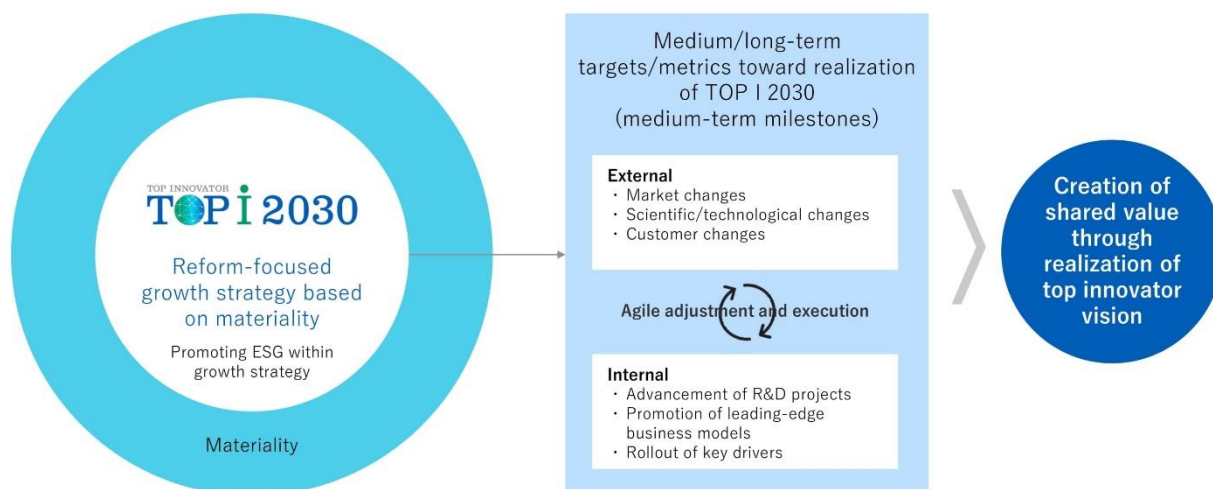 TOP INNOVATOR
TOP i 2030
Reform-focused
growth strategy based
on materiality
Promoting ESG within
growth strategy
Materiality
Medium/long-term
targets/metrics toward realization
of TOP I 2030
(medium-term milestones)
External
・Market changes
・Scientific/technological changes
・Customer changes
Agile adjustment and execution
Internal
・Advancement of R&D projects
・Promotion of leading-edge
business models
・Rollout of key drivers
Creation of
shared value
through
realization of
top innovator
vision